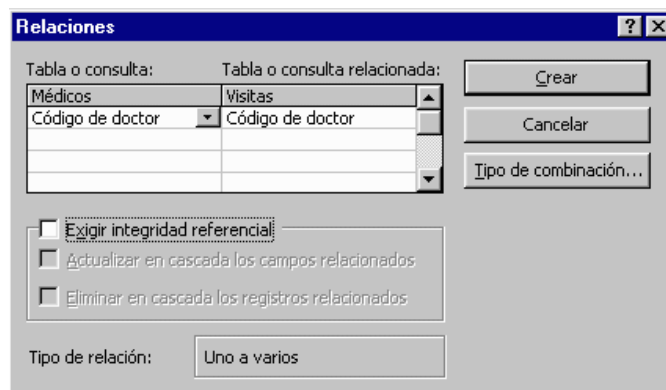 Relaciones
Tabla o consulta: Tabla o consulta relacionada:
Médicos Visitas
Código de doctor Código de doctor
Crear
Cancelar
Tipo de combinación...
Exigir integridad referencial
Actualizar en cascada los campos relacionados
Eliminar en cascada los registros relacionados
Tipo de relación: Uno a varios